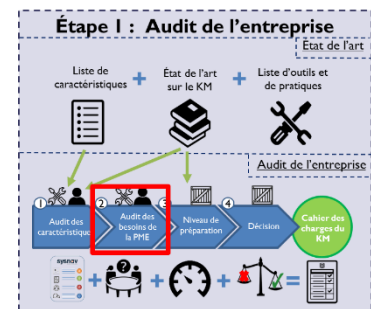 Étape 1 : Audit de l'entreprise
État de l'art
Liste de
caractéristiques
État de l'art
sur le KM
Liste d'outils et
de pratiques
Audit de l'entreprise
1
2
3
4
Audit des
caractéristiques
Audit des
besoins de
la PME
Niveau de
préparation
Décision
Cahier des
charges du
KM
sysnav